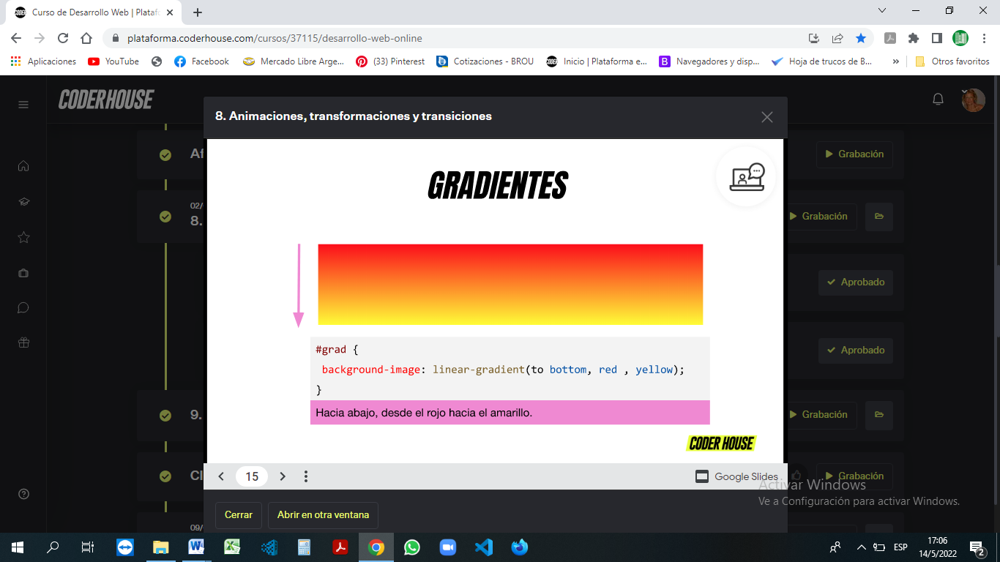 Curso de Desarrollo Web | Plataf
plataforma.coderhouse.com/cursos/37115/desarrollo-web-online
Aplicaciones
YouTube
Facebook
Mercado Libre Arge...
(33) Pinterest
Cotizaciones - BROU
Inicio | Plataforma e...
Navegadores y disp...
Hoja de trucos de B...
»
Otros favoritos
CODERHOUSE
8. Animaciones, transformaciones y transiciones
Af
Grabación
02/
8.
Grabación
Aprobado
Aprobado
9.
Grabación
Cl
Grabación
09/
GRADIENTES
#grad {
background-image: linear-gradient(to bottom, red , yellow);
}
Hacia abajo, desde el rojo hacia el amarillo.
CODER HOUSE
15
Google Slides
Activar Windows
Ve a Configuración para activar Windows.
Cerrar
Abrir en otra ventana
ESP
17:06
14/5/2022
2